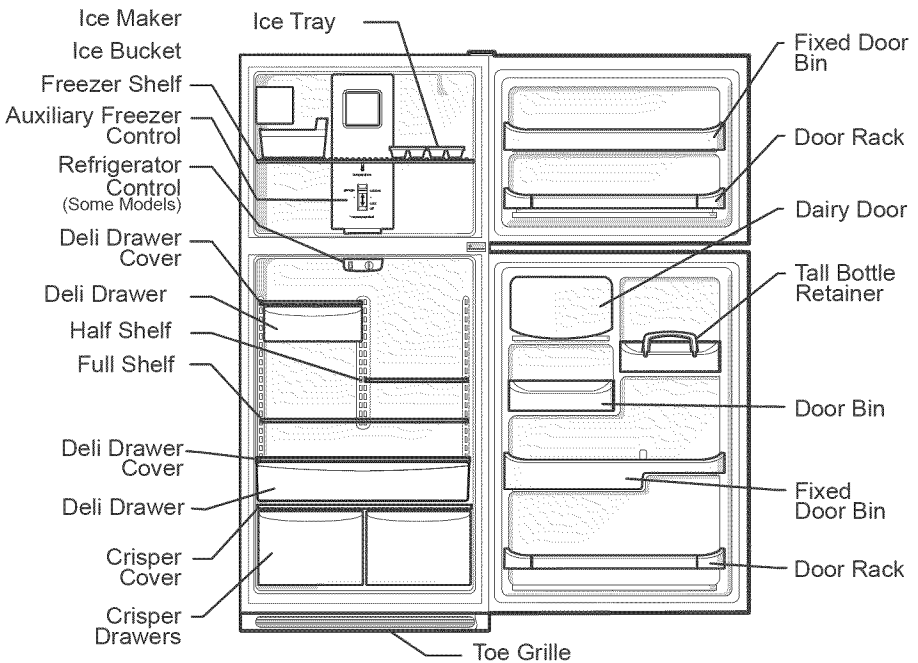 Ice Maker
Ice Bucket
Freezer Shelf
Auxiliary Freezer
Control
Refrigerator
Control
(Some Models)
Deli Drawer
Cover
Deli Drawer
Half Shelf
Full Shelf
Deli Drawer
Cover
Deli Drawer
Crisper
Cover
Crisper
Drawers
Ice Tray
Fixed Door
Bin
Door Rack
Dairy Door
Tall Bottle
Retainer
Door Bin
Fixed
Door Bin
Door Rack
Toe Grille